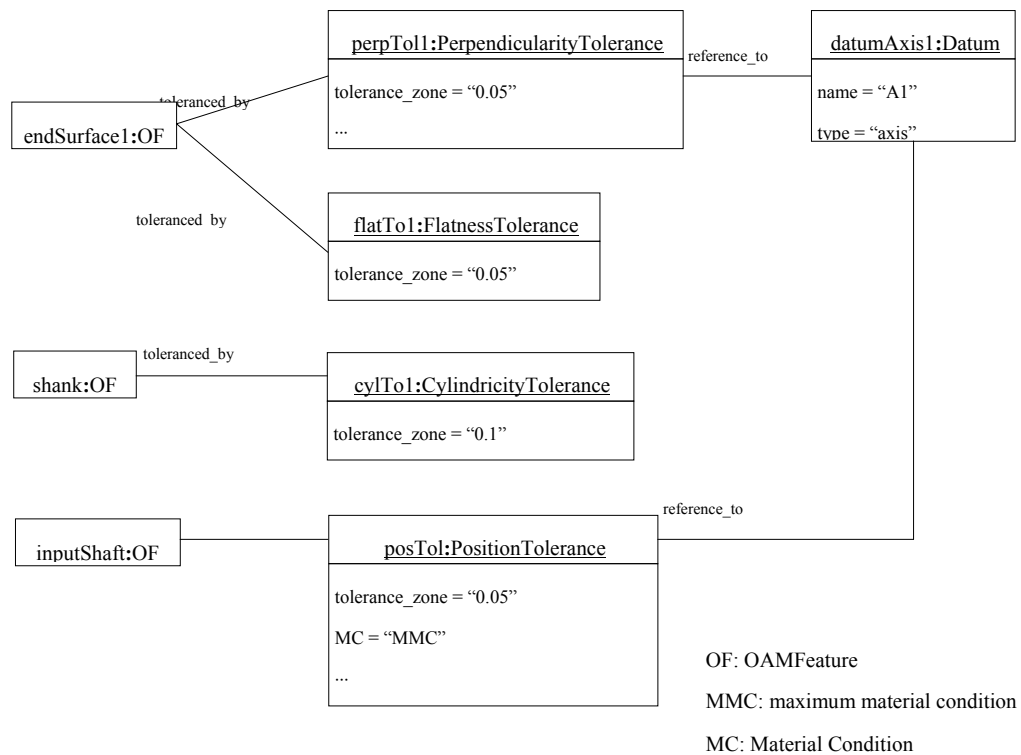 perpTol1:PerpendicularityTolerance
tolerance_zone = “0.05”
...
reference_to
datumAxis1:Datum
name = “A1”
type = “axis”
toleranced_by
endSurface1:OF
toleranced_by
flatTo1:FlatnessTolerance
tolerance_zone = “0.05”
toleranced_by
shank:OF
cylTo1:CylindricityTolerance
tolerance_zone = “0.1”
reference_to
inputShaft:OF
posTol:PositionTolerance
tolerance_zone = “0.05”
MC = “MMC”
...
OF: OAMFeature
MMC: maximum material condition
MC: Material Condition